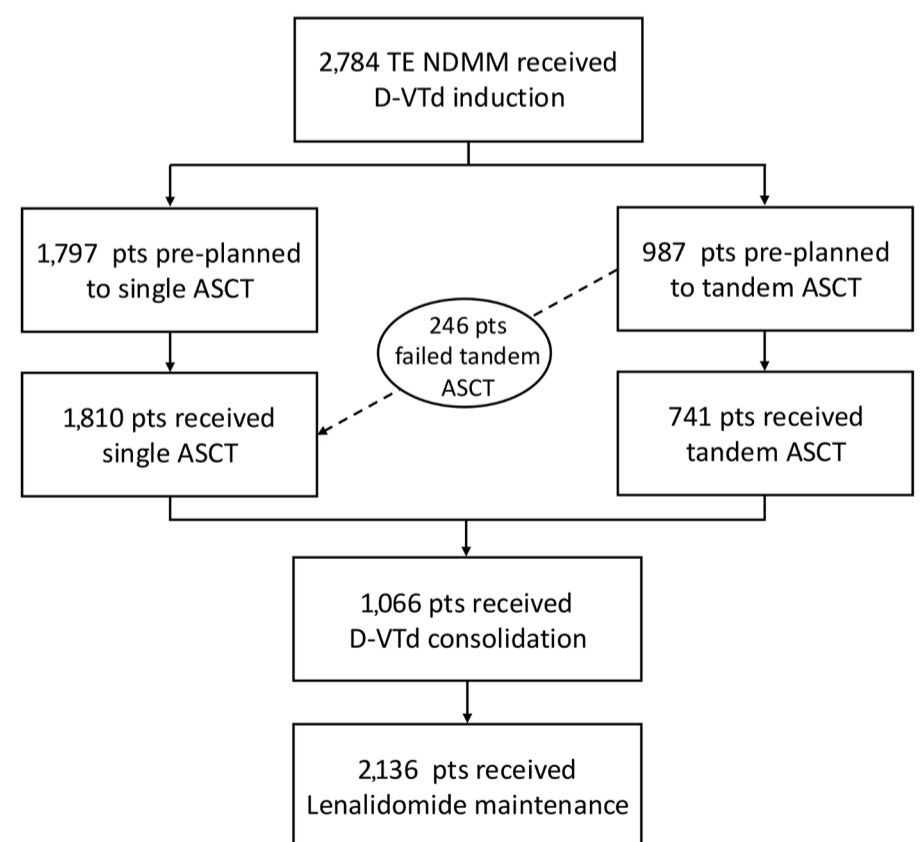 2,784 TE NDMM received
D-VTd induction
1,797 pts pre-planned
to single ASCT
987 pts pre-planned
to tandem ASCT
246 pts
failed tandem
ASCT
1,810 pts received
single ASCT
741 pts received
tandem ASCT
1,066 pts received
D-VTd consolidation
2,136 pts received
Lenalidomide maintenance